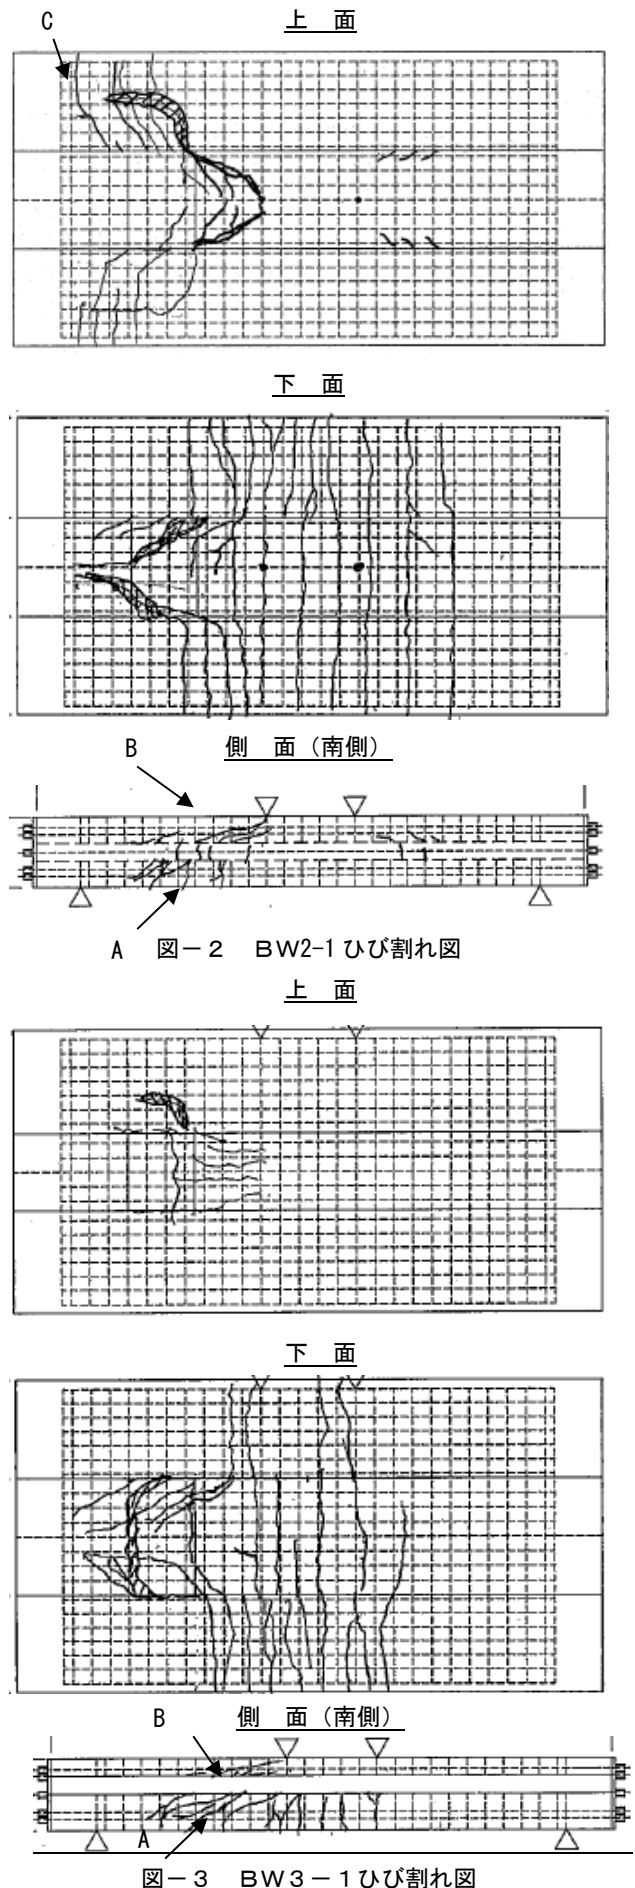 C
上　面
下　面
B
側　面（南側）
A
図－２　ＢＷ2-1 ひび割れ図
上　面
下　面
B
側　面（南側）
A
図－３　ＢＷ３－１ひび割れ図